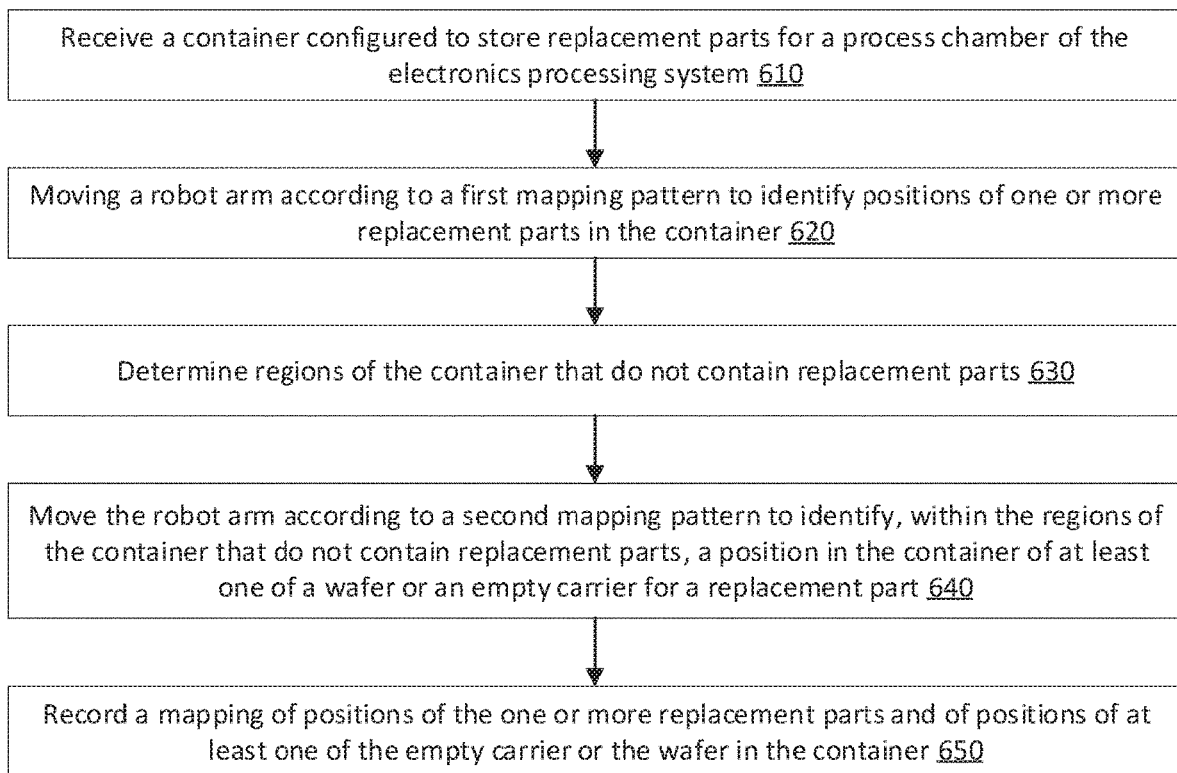 Receive a container configured to store replacement parts for a process chamber of the
electronics processing system 610
Moving a robot arm according to a first mapping pattern to identify positions of one or more
replacement parts in the container 620
Determine regions of the container that do not contain replacement parts 630
Move the robot arm according to a second mapping pattern to identify, within the regions of
the container that do not contain replacement parts, a position in the container of at least
one of a wafer or an empty carrier for a replacement part 640
Record a mapping of positions of the one or more replacement parts and of positions of at
least one of the empty carrier or the wafer in the container 650